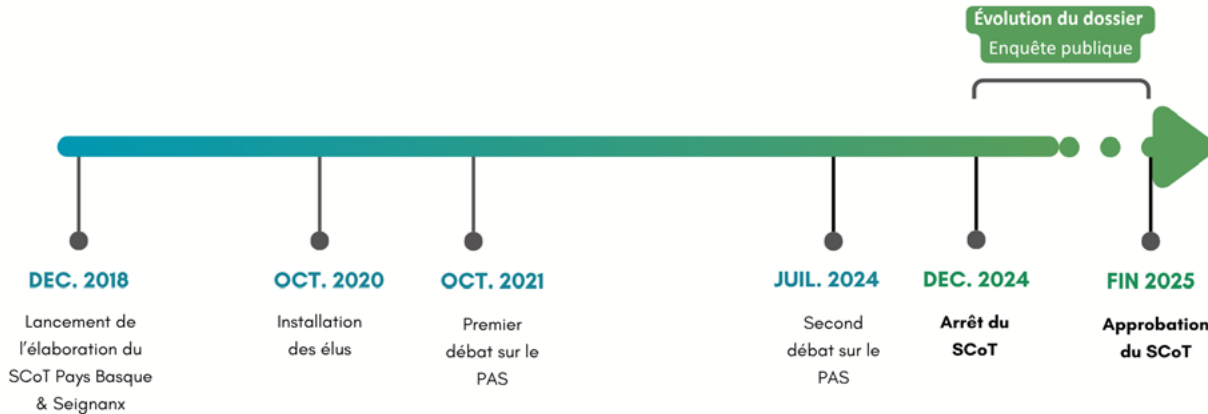 Évolution du dossier
Enquête publique
DEC. 2018
Lancement de
l'élaboration du
SCoT Pays Basque
& Seignanx
OCT. 2020
Installation
des élus
OCT. 2021
Premier
débat sur le
PAS
JUIL. 2024
Second
débat sur le
PAS
DEC. 2024
Arrêt du
SCoT
FIN 2025
Approbation
du SCoT